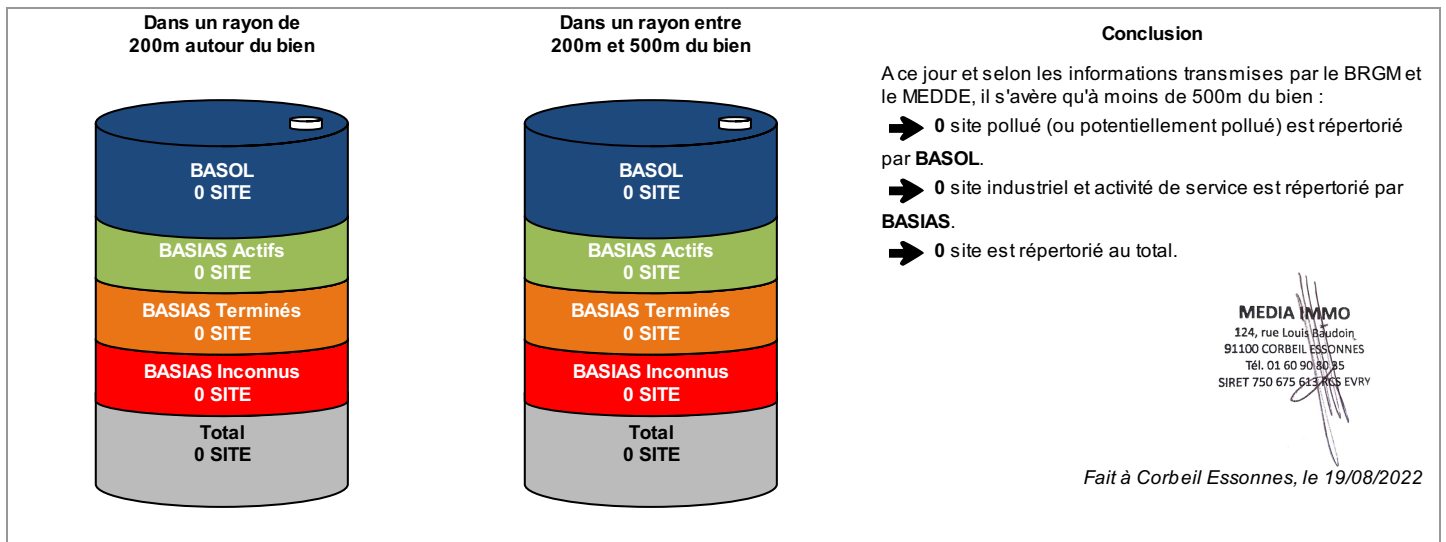 Dans un rayon de
200m autour du bien
BASOL
0 SITE
BASIAS Actifs
0 SITE
BASIAS Terminés
0 SITE
BASIAS Inconnus
0 SITE
Total
0 SITE
Dans un rayon entre
200m et 500m du bien
BASOL
0 SITE
BASIAS Actifs
0 SITE
BASIAS Terminés
0 SITE
BASIAS Inconnus
0 SITE
Total
0 SITE
Conclusion
A ce jour et selon les informations transmises par le BRGM et
le MEDDE, il s'avère qu'à moins de 500m du bien :
0 site pollué (ou potentiellement pollué) est répertorié
par BASOL.
0 site industriel et activité de service est répertorié par
BASIAS.
0 site est répertorié au total.
MEDIA IMMO
124, rue Louis Baudoin
91100 CORBEIL ESSONNES
Tél. 01 60 90 80 85
SIRET 750 675 613 RCS EVRY
Fait à Corbeil Essonnes, le 19/08/2022